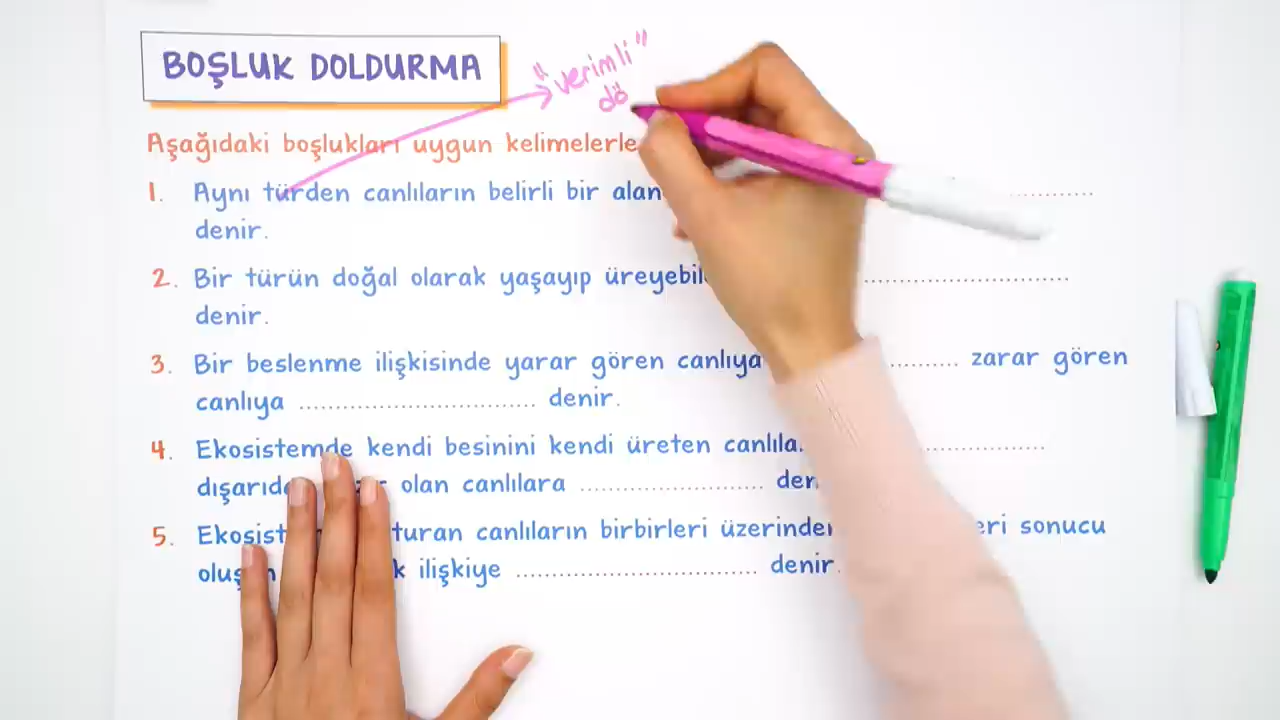 BOŞLUK DOLDURMA
"verimli"
dö
Aşağıdaki boşlukları uygun kelimelerle
1. Aynı türden canlıların belirli bir alan ..............
denir.
2. Bir türün doğal olarak yaşayıp üreyebil ..............................
denir.
3. Bir beslenme ilişkisinde yarar gören canlıya .......... zarar gören
canlıya .................................. denir.
4. Ekosistemde kendi besinini kendi üreten canlıla ..............
dışarıd r olan canlılara ........................... den
5. Ekosist turan canlıların birbirleri üzerinde eri sonucu
oluş k ilişkiye ................................... denir.